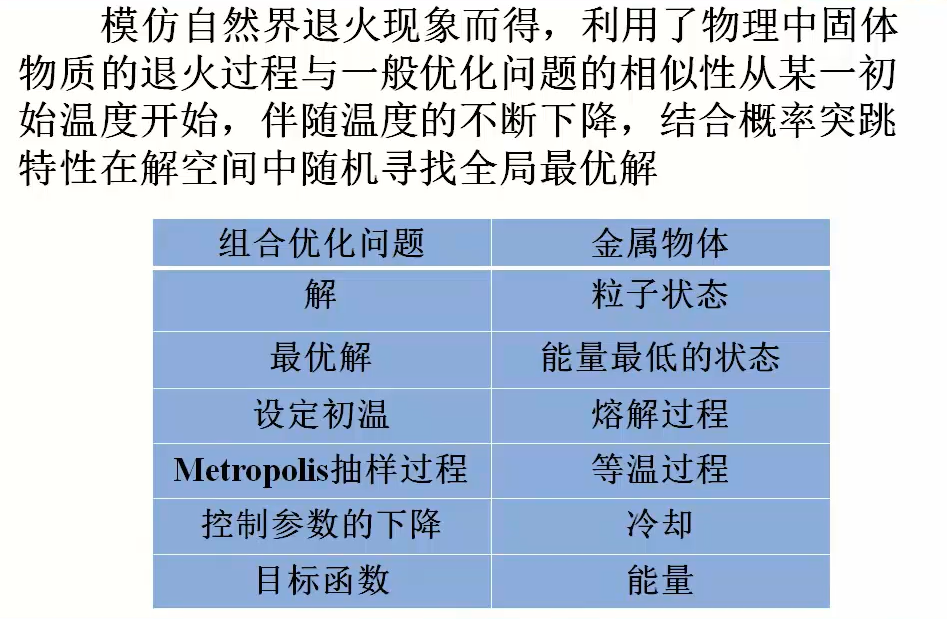 模仿自然界退火现象而得，利用了物理中固体
物质的退火过程与一般优化问题的相似性从某一初
始温度开始，伴随温度的不断下降，结合概率突跳
特性在解空间中随机寻找全局最优解
组合优化问题 金属物体
解 粒子状态
最优解 能量最低的状态
设定初温 熔解过程
Metropolis抽样过程 等温过程
控制参数的下降 冷却
目标函数 能量